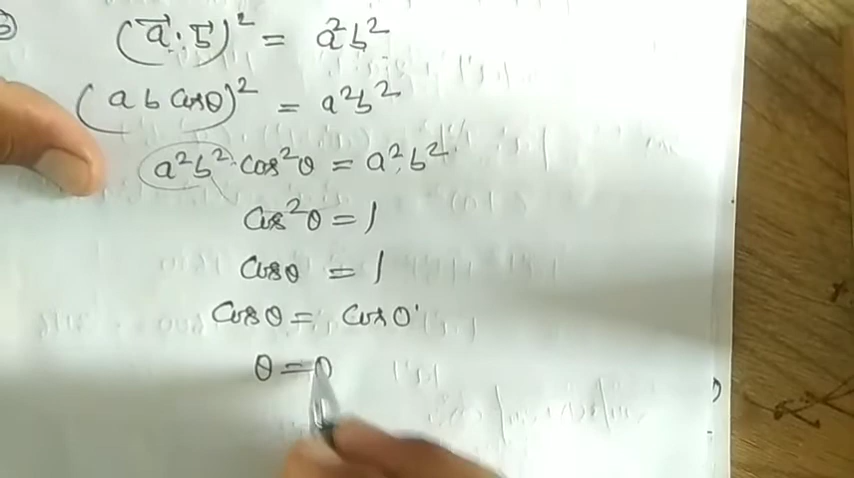 (a⃗·b⃗)² = a²b²
(ab cosθ)² = a²b²
a²b²·cos²θ = a²b²
cos²θ = 1
cosθ = 1
cosθ = cos0°
θ = 0